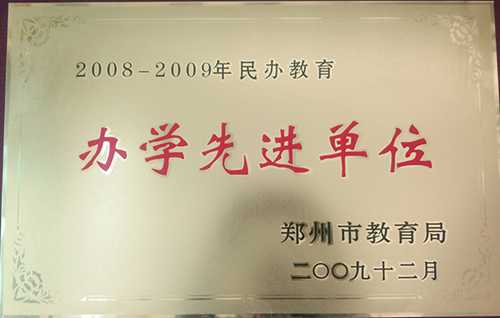 2008-2009年民办教育
办学先进单位
郑州市教育局
二〇〇九十二月